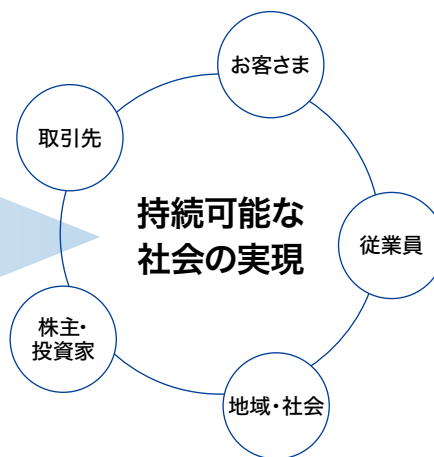 お客さま
取引先
持続可能な
社会の実現
従業員
株主・
投資家
地域・社会